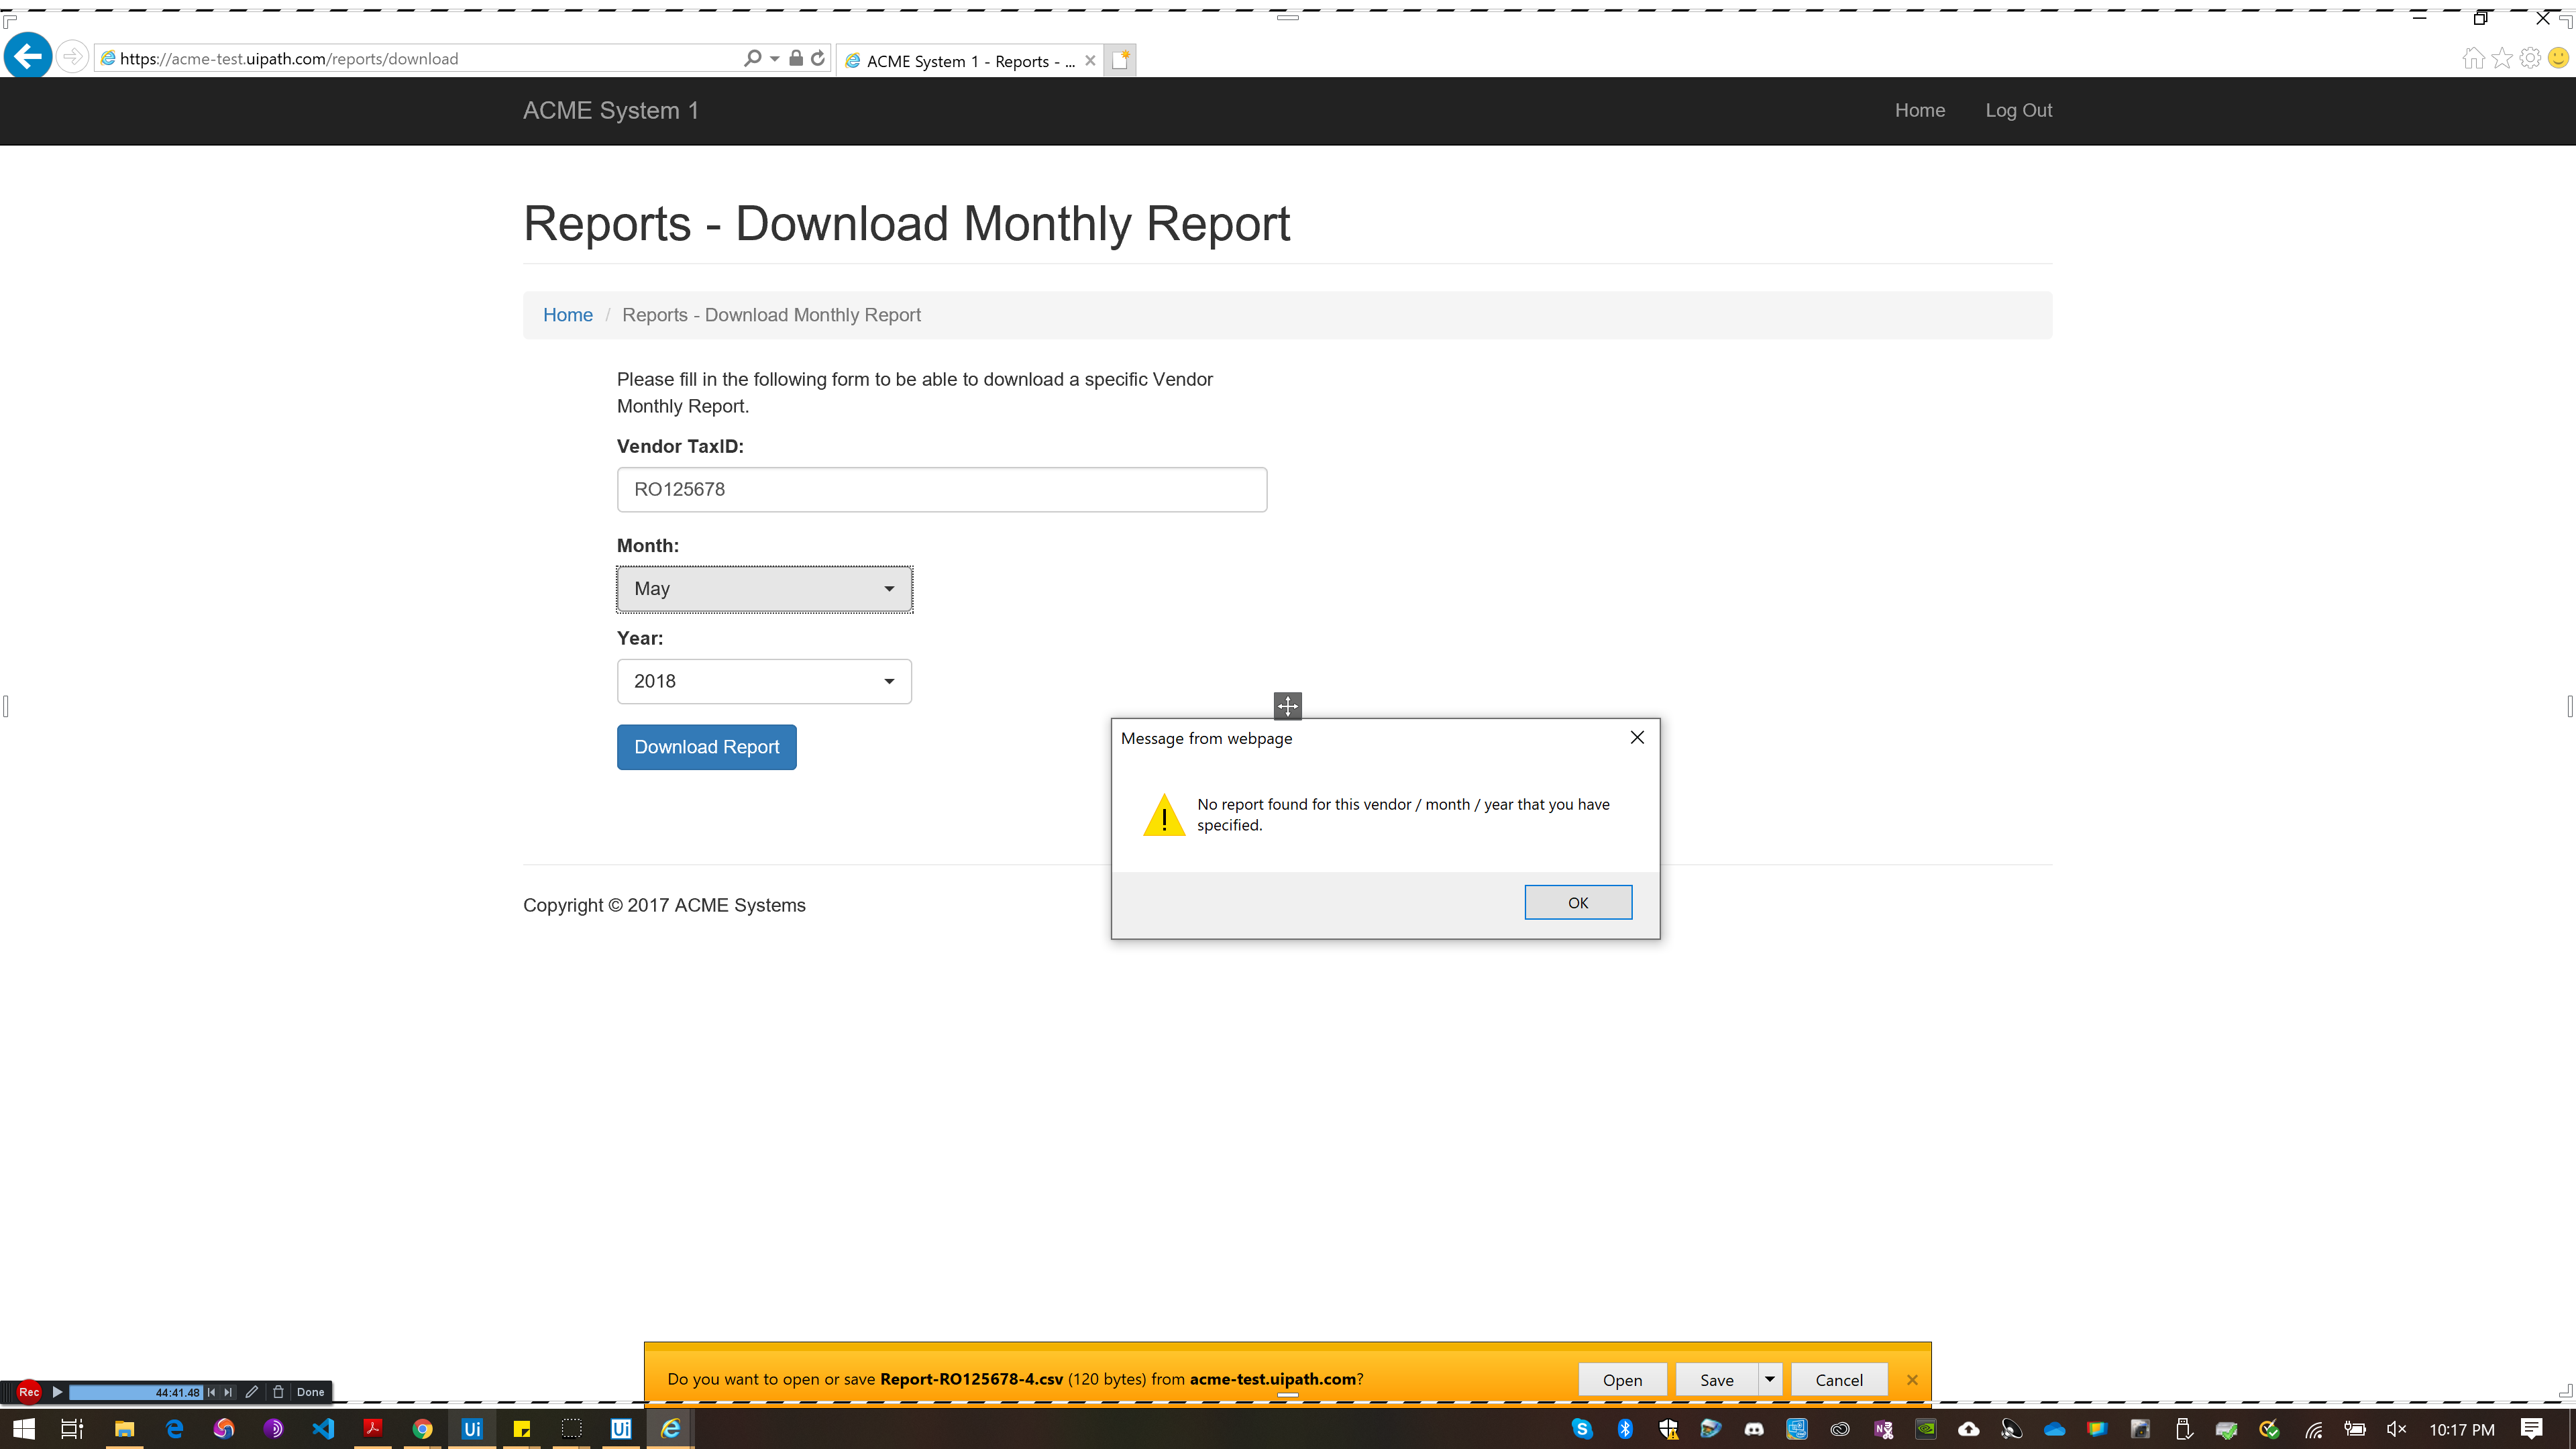 https://acme-test.uipath.com/reports/download
ACME System 1 - Reports - ...
ACME System 1
Home
Log Out
Reports - Download Monthly Report
Home / Reports - Download Monthly Report
Please fill in the following form to be able to download a specific Vendor
Monthly Report.
Vendor TaxID:
RO125678
Month:
May
Year:
2018
Download Report
Message from webpage
No report found for this vendor / month / year that you have
specified.
OK
Copyright © 2017 ACME Systems
Do you want to open or save Report-RO125678-4.csv (120 bytes) from acme-test.uipath.com?
Open
Save
Cancel
Rec
44:41.48
Done
Ui
Ui
10:17 PM